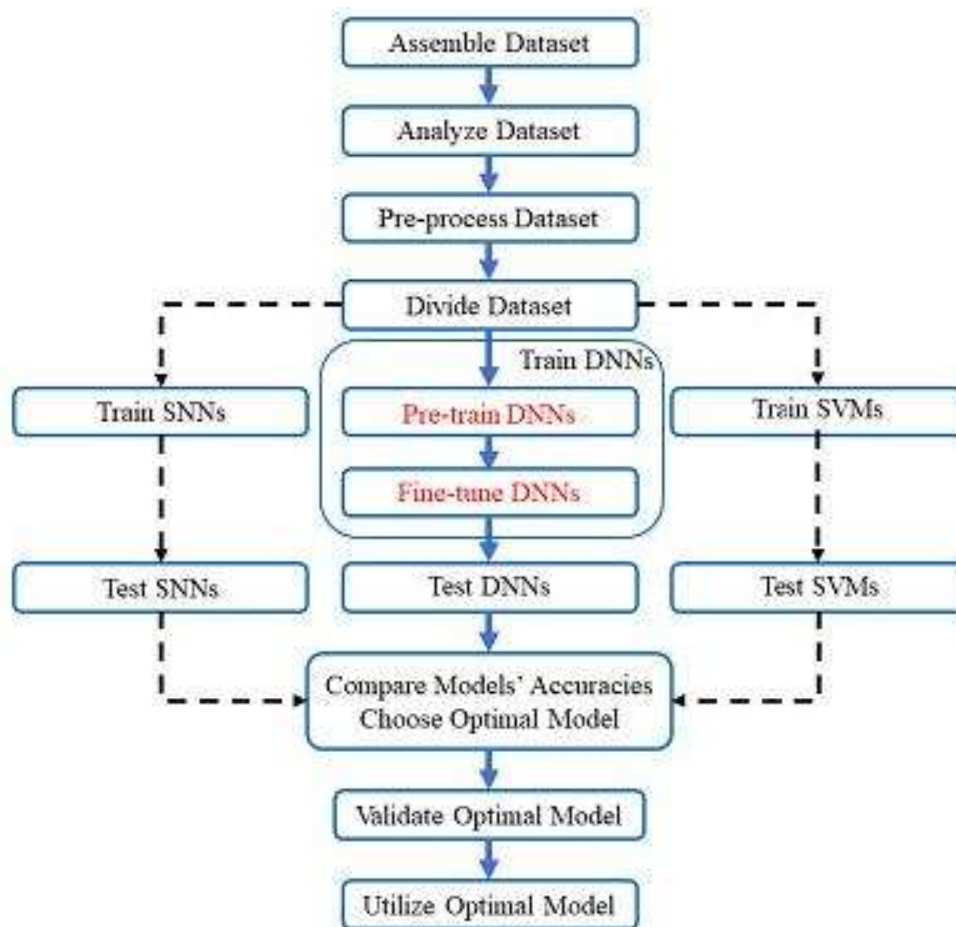 Assemble Dataset
Analyze Dataset
Pre-process Dataset
Divide Dataset
Train DNNs
Train SNNs
Pre-train DNNs
Train SVMs
Fine-tune DNNs
Test SNNs
Test DNNs
Test SVMs
Compare Models' Accuracies
Choose Optimal Model
Validate Optimal Model
Utilize Optimal Model